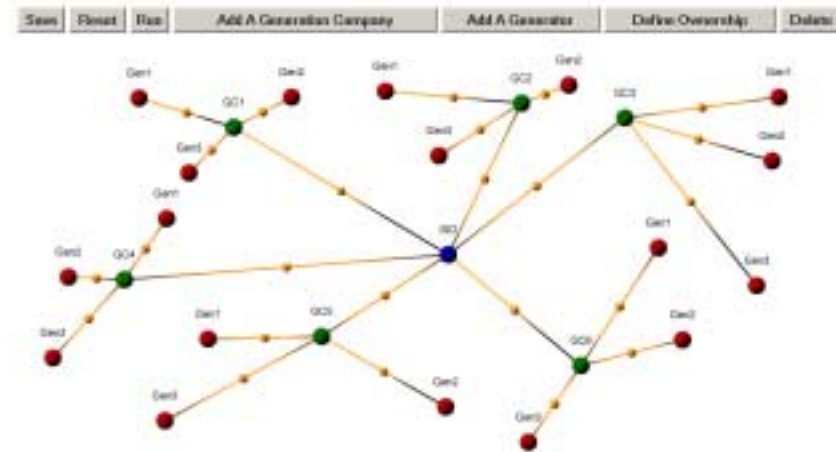 Save Reset Run Add A Generation Company Add A Generator Define Ownership Delete
Gen1 Gen2 Gen1 Gen2 Gen1
GC1 GC2 GC3
Gen3 Gen3 Gen2
Gen1 Gen1
Gen2 GC4 ISO Gen3
Gen3 Gen1 GC5 Gen2
GC6
Gen3 Gen2
Gen3